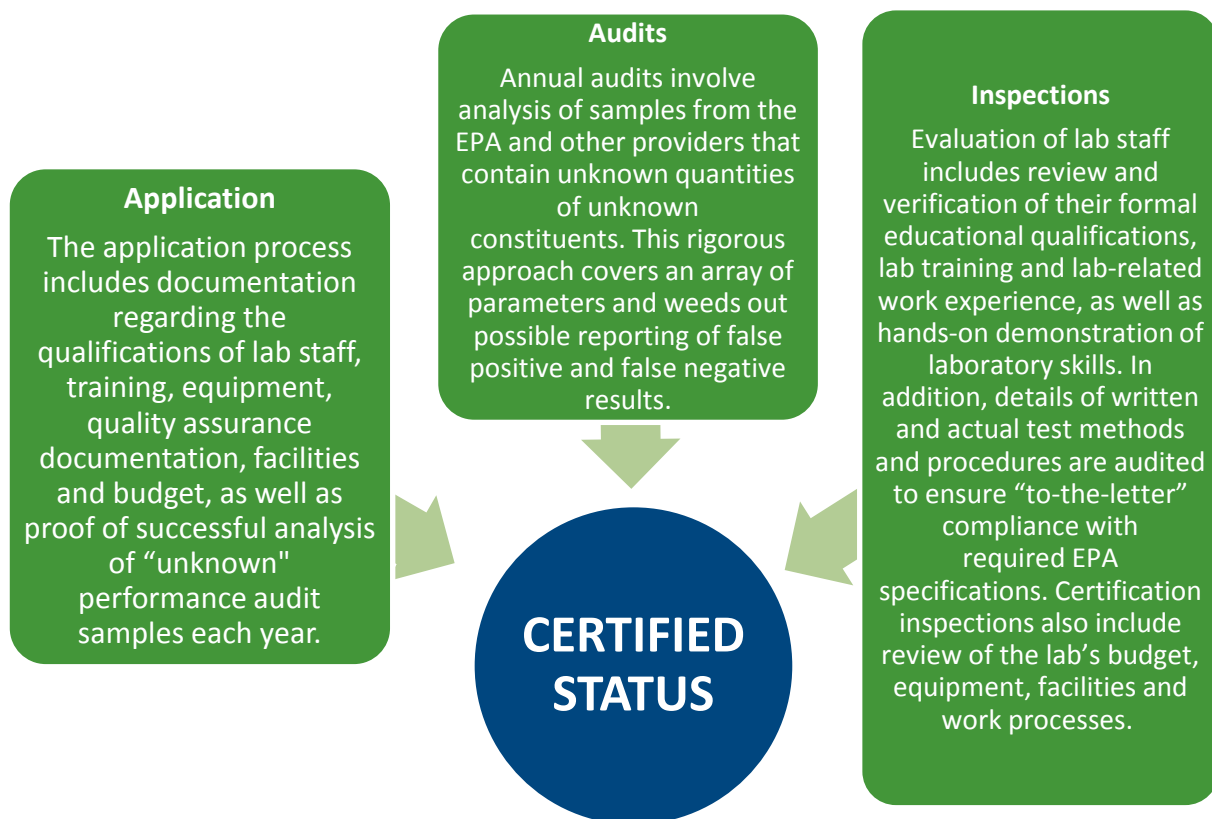 Application
The application process
includes documentation
regarding the
qualifications of lab staff,
training, equipment,
quality assurance
documentation, facilities
and budget, as well as
proof of successful analysis
of “unknown"
performance audit
samples each year.
Audits
Annual audits involve
analysis of samples from the
EPA and other providers that
contain unknown quantities
of unknown
constituents. This rigorous
approach covers an array of
parameters and weeds out
possible reporting of false
positive and false negative
results.
Inspections
Evaluation of lab staff
includes review and
verification of their formal
educational qualifications,
lab training and lab-related
work experience, as well as
hands-on demonstration of
laboratory skills. In
addition, details of written
and actual test methods
and procedures are audited
to ensure “to-the-letter”
compliance with
required EPA
specifications. Certification
inspections also include
review of the lab’s budget,
equipment, facilities and
work processes.
CERTIFIED
STATUS